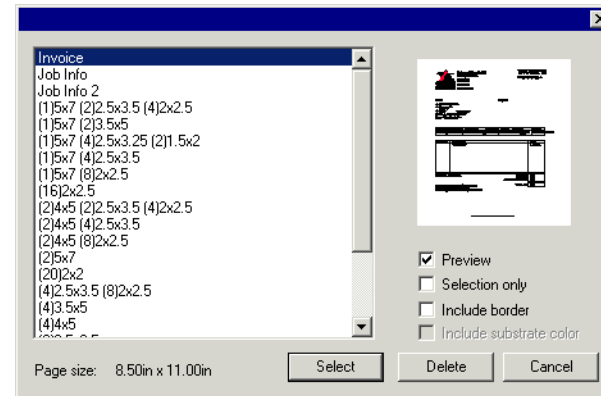 Invoice
Job Info
Job Info 2
(1)5x7 (2)2.5x3.5 (4)2x2.5
(1)5x7 (2)3.5x5
(1)5x7 (4)2.5x3.25 (2)1.5x2
(1)5x7 (4)2.5x3.5
(1)5x7 (8)2x2.5
(16)2x2.5
(2)4x5 (2)2.5x3.5 (4)2x2.5
(2)4x5 (4)2.5x3.5
(2)4x5 (8)2x2.5
(2)5x7
(20)2x2
(4)2.5x3.5 (8)2x2.5
(4)3.5x5
(4)4x5
Preview
Selection only
Include border
Include substrate color
Page size: 8.50in x 11.00in
Select
Delete
Cancel